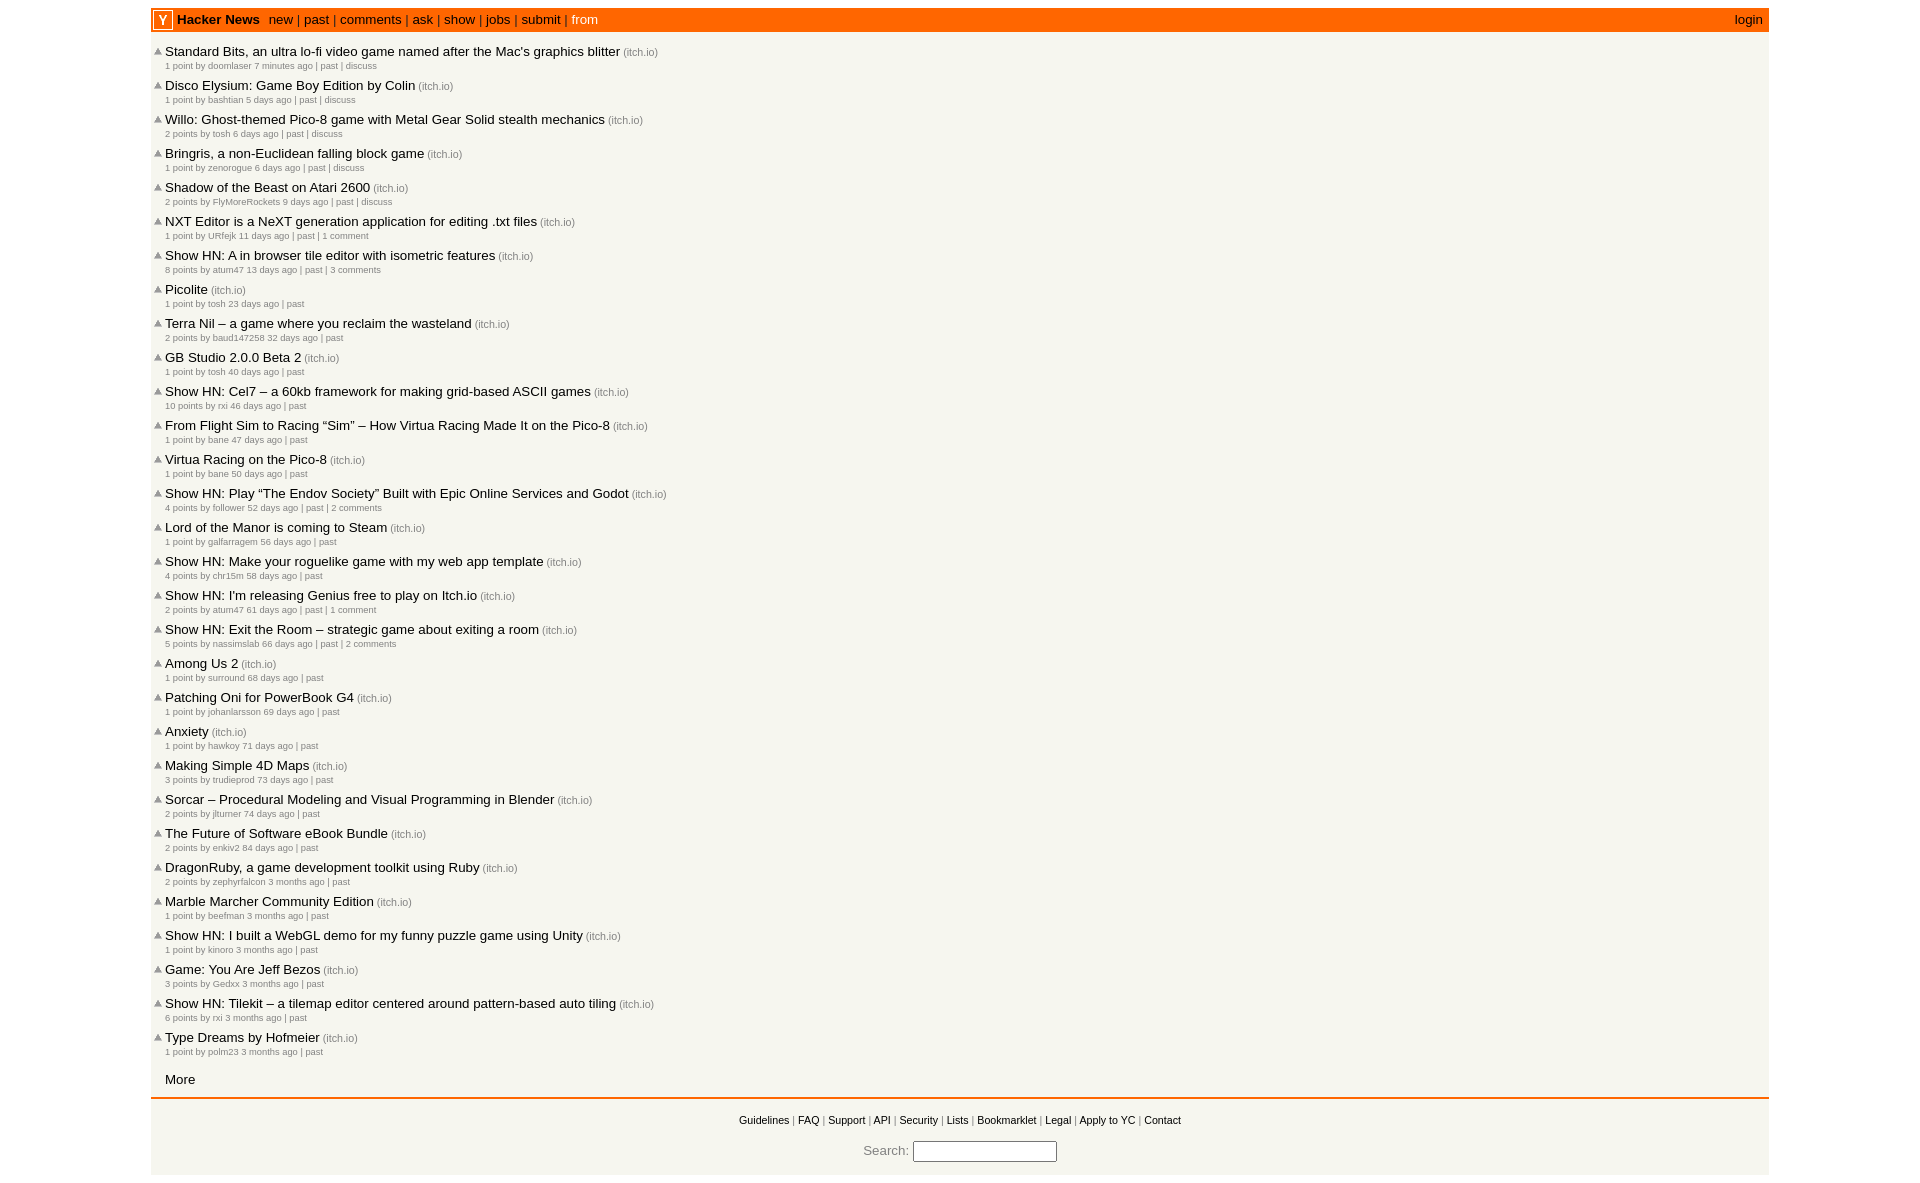 Y Hacker News new | past | comments | ask | show | jobs | submit | from login
Standard Bits, an ultra lo-fi video game named after the Mac's graphics blitter (itch.io)
1 point by doomlaser 7 minutes ago | past | discuss
Disco Elysium: Game Boy Edition by Colin (itch.io)
1 point by bashtian 5 days ago | past | discuss
Willo: Ghost-themed Pico-8 game with Metal Gear Solid stealth mechanics (itch.io)
2 points by tosh 6 days ago | past | discuss
Bringris, a non-Euclidean falling block game (itch.io)
1 point by zenorogue 6 days ago | past | discuss
Shadow of the Beast on Atari 2600 (itch.io)
2 points by FlyMoreRockets 9 days ago | past | discuss
NXT Editor is a NeXT generation application for editing .txt files (itch.io)
1 point by URfejk 11 days ago | past | 1 comment
Show HN: A in browser tile editor with isometric features (itch.io)
8 points by atum47 13 days ago | past | 3 comments
Picolite (itch.io)
1 point by tosh 23 days ago | past
Terra Nil – a game where you reclaim the wasteland (itch.io)
2 points by baud147258 32 days ago | past
GB Studio 2.0.0 Beta 2 (itch.io)
1 point by tosh 40 days ago | past
Show HN: Cel7 – a 60kb framework for making grid-based ASCII games (itch.io)
10 points by rxi 46 days ago | past
From Flight Sim to Racing “Sim” – How Virtua Racing Made It on the Pico-8 (itch.io)
1 point by bane 47 days ago | past
Virtua Racing on the Pico-8 (itch.io)
1 point by bane 50 days ago | past
Show HN: Play “The Endov Society” Built with Epic Online Services and Godot (itch.io)
4 points by follower 52 days ago | past | 2 comments
Lord of the Manor is coming to Steam (itch.io)
1 point by galfarragem 56 days ago | past
Show HN: Make your roguelike game with my web app template (itch.io)
4 points by chr15m 58 days ago | past
Show HN: I'm releasing Genius free to play on Itch.io (itch.io)
2 points by atum47 61 days ago | past | 1 comment
Show HN: Exit the Room – strategic game about exiting a room (itch.io)
5 points by nassimslab 66 days ago | past | 2 comments
Among Us 2 (itch.io)
1 point by surround 68 days ago | past
Patching Oni for PowerBook G4 (itch.io)
1 point by johanlarsson 69 days ago | past
Anxiety (itch.io)
1 point by hawkoy 71 days ago | past
Making Simple 4D Maps (itch.io)
3 points by trudieprod 73 days ago | past
Sorcar – Procedural Modeling and Visual Programming in Blender (itch.io)
2 points by jlturner 74 days ago | past
The Future of Software eBook Bundle (itch.io)
2 points by enkiv2 84 days ago | past
DragonRuby, a game development toolkit using Ruby (itch.io)
2 points by zephyrfalcon 3 months ago | past
Marble Marcher Community Edition (itch.io)
1 point by beefman 3 months ago | past
Show HN: I built a WebGL demo for my funny puzzle game using Unity (itch.io)
1 point by kinoro 3 months ago | past
Game: You Are Jeff Bezos (itch.io)
3 points by Gedxx 3 months ago | past
Show HN: Tilekit – a tilemap editor centered around pattern-based auto tiling (itch.io)
6 points by rxi 3 months ago | past
Type Dreams by Hofmeier (itch.io)
1 point by polm23 3 months ago | past
More
Guidelines | FAQ | Support | API | Security | Lists | Bookmarklet | Legal | Apply to YC | Contact
Search: